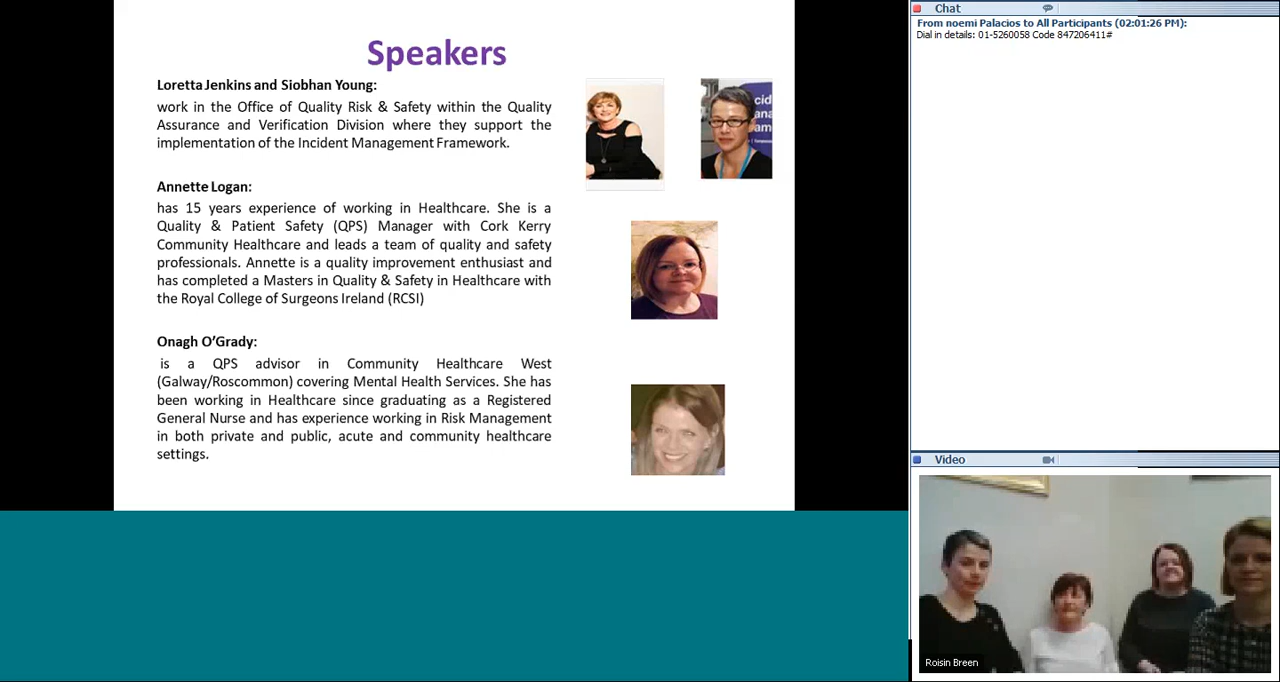 Speakers
Loretta Jenkins and Siobhan Young:
work in the Office of Quality Risk & Safety within the Quality
Assurance and Verification Division where they support the
implementation of the Incident Management Framework.
Annette Logan:
has 15 years experience of working in Healthcare. She is a
Quality & Patient Safety (QPS) Manager with Cork Kerry
Community Healthcare and leads a team of quality and safety
professionals. Annette is a quality improvement enthusiast and
has completed a Masters in Quality & Safety in Healthcare with
the Royal College of Surgeons Ireland (RCSI)
Onagh O'Grady:
is a QPS advisor in Community Healthcare West
(Galway/Roscommon) covering Mental Health Services. She has
been working in Healthcare since graduating as a Registered
General Nurse and has experience working in Risk Management
in both private and public, acute and community healthcare
settings.
Chat
From noemi Palacios to All Participants (02:01:26 PM):
Dial in details: 01-5260058 Code 847206411#
Video
Roisin Breen